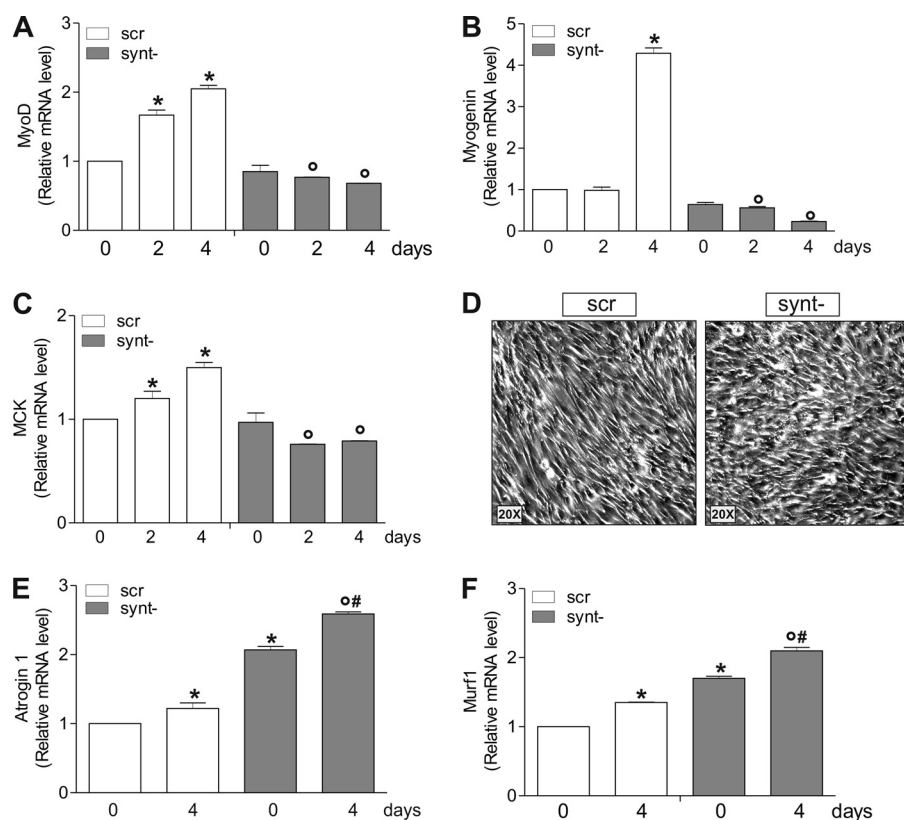 A
MyoD
(Relative mRNA level)
3
2
1
0
scr
synt-
*
*
°
°
0 2 4 0 2 4 days
B
Myogenin
(Relative mRNA level)
5
4
3
2
1
0
scr
synt-
*
°
°
0 2 4 0 2 4 days
C
MCK
(Relative mRNA level)
2
1
0
scr
synt-
*
*
°
°
0 2 4 0 2 4 days
D
scr
synt-
20X
20X
E
Atrogin 1
(Relative mRNA level)
3
2
1
0
scr
synt-
*
*
°#
0 4 0 4 days
F
Murf1
(Relative mRNA level)
3
2
1
0
scr
synt-
*
*
°#
0 4 0 4 days